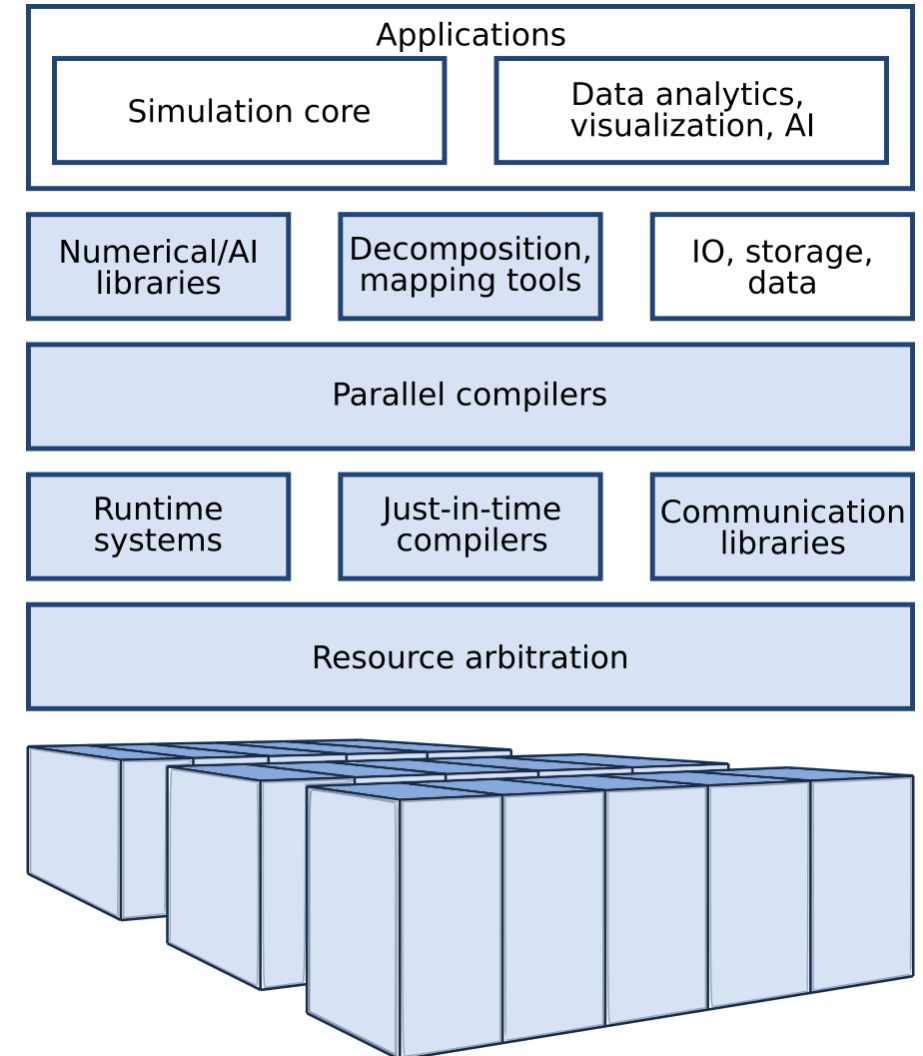 Applications
Simulation core
Data analytics,
visualization, AI
Numerical/AI
libraries
Decomposition,
mapping tools
IO, storage,
data
Parallel compilers
Runtime
systems
Just-in-time
compilers
Communication
libraries
Resource arbitration